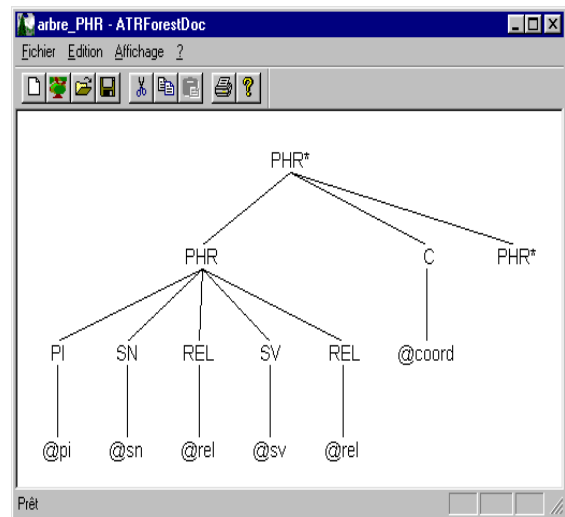 arbre_PHR - ATRForestDoc
Fichier Edition Affichage ?
PHR*
PHR C PHR*
PI SN REL SV REL @coord
@pi @sn @rel @sv @rel
Prêt